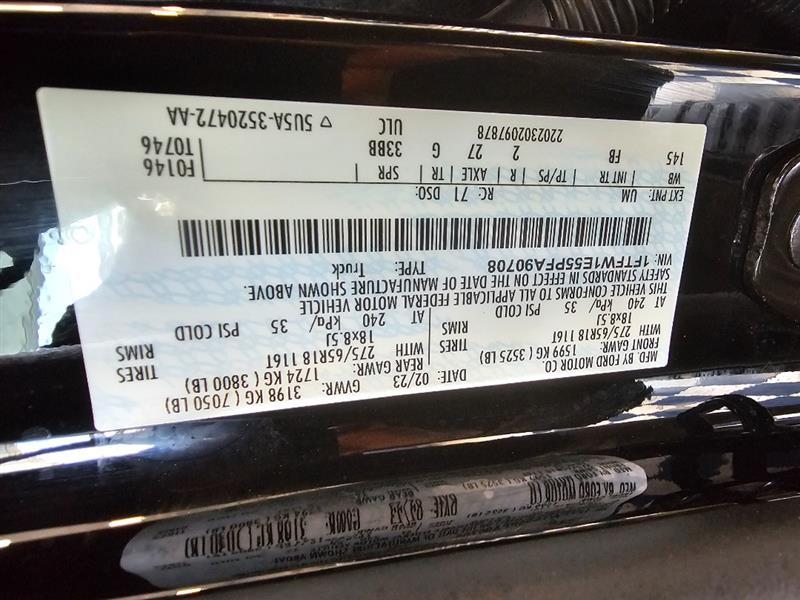 MFD. BY FORD MOTOR CO.
DATE: 02/23 GVWR: 3198 KG ( 7050 LB)
FRONT GAWR: REAR GAWR:
1599 KG ( 3525 LB) 1724 KG ( 3800 LB)
WITH 275/65R18 116T TIRES WITH 275/65R18 116T TIRES
18x8.5J RIMS 18x8.5J RIMS
AT 240 kPa/ 35 PSI COLD AT 240 kPa/ 35 PSI COLD
THIS VEHICLE CONFORMS TO ALL APPLICABLE FEDERAL MOTOR VEHICLE
SAFETY STANDARDS IN EFFECT ON THE DATE OF MANUFACTURE SHOWN ABOVE.
VIN: 1FTFW1E55PFA90708 TYPE: Truck
F0146
T0746
EXT PNT: UM RC: 71 DSO:
WB INT TR TP/PS R AXLE TR SPR
145 FB 2 27 G 33BB
ULC
220230209787B
▽ 5U5A-3520472-AA